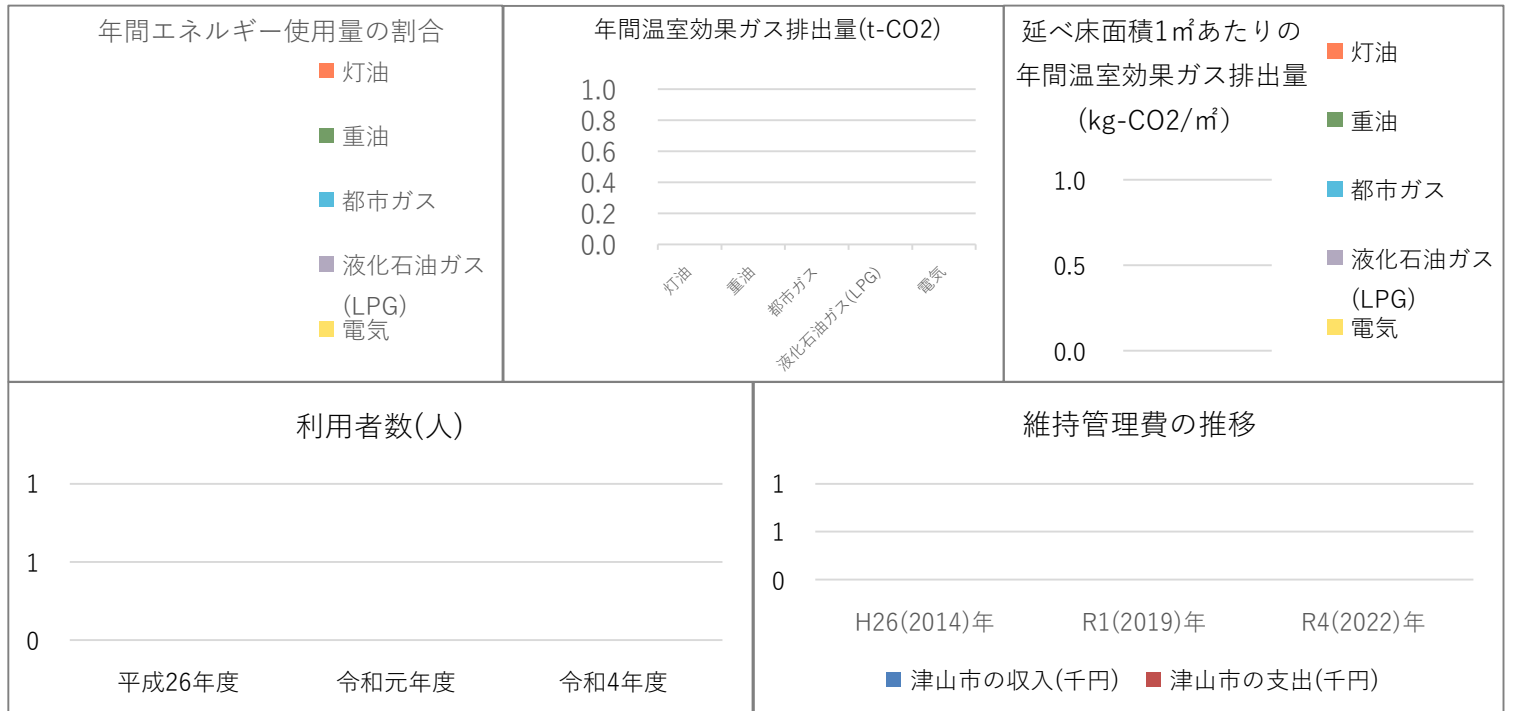 年間エネルギー使用量の割合
灯油
重油
都市ガス
液化石油ガス
(LPG)
電気
年間温室効果ガス排出量(t-CO2)
1.0
0.8
0.6
0.4
0.2
0.0
灯油
重油
都市ガス
液化石油ガス(LPG)
電気
延べ床面積1㎡あたりの
年間温室効果ガス排出量
(kg-CO2/㎡)
1.0
0.5
0.0
灯油
重油
都市ガス
液化石油ガス
(LPG)
電気
利用者数(人)
1
1
0
平成26年度 令和元年度 令和4年度
維持管理費の推移
1
1
0
H26(2014)年 R1(2019)年 R4(2022)年
津山市の収入(千円) 津山市の支出(千円)